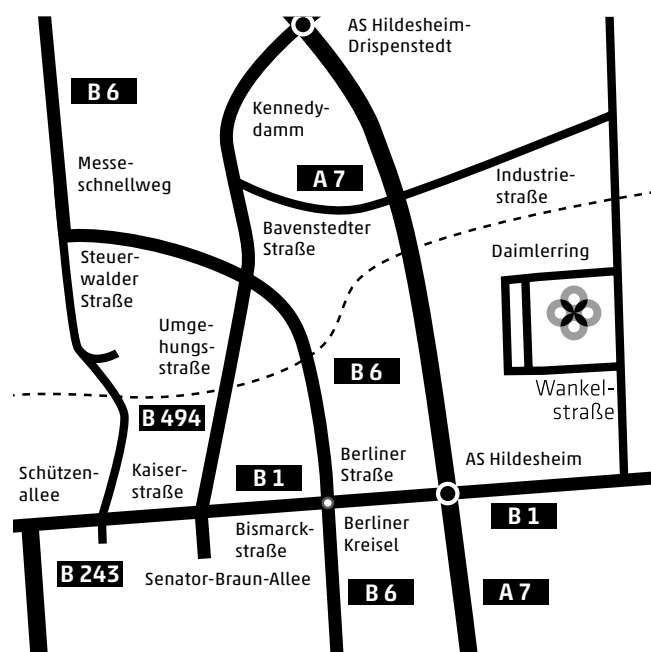 AS Hildesheim-
Drispenstedt
B 6
Kennedy-
damm
Messe-
schnellweg
A 7
Industrie-
straße
Bavenstedter
Straße
Daimlerring
Steuer-
walder
Straße
Umge-
hungs-
straße
B 6
Wankel-
straße
B 494
Berliner
Straße
AS Hildesheim
Schützen-
allee
Kaiser-
straße
B 1
B 1
Bismarck-
straße
Berliner
Kreisel
B 243
Senator-Braun-Allee
B 6
A 7